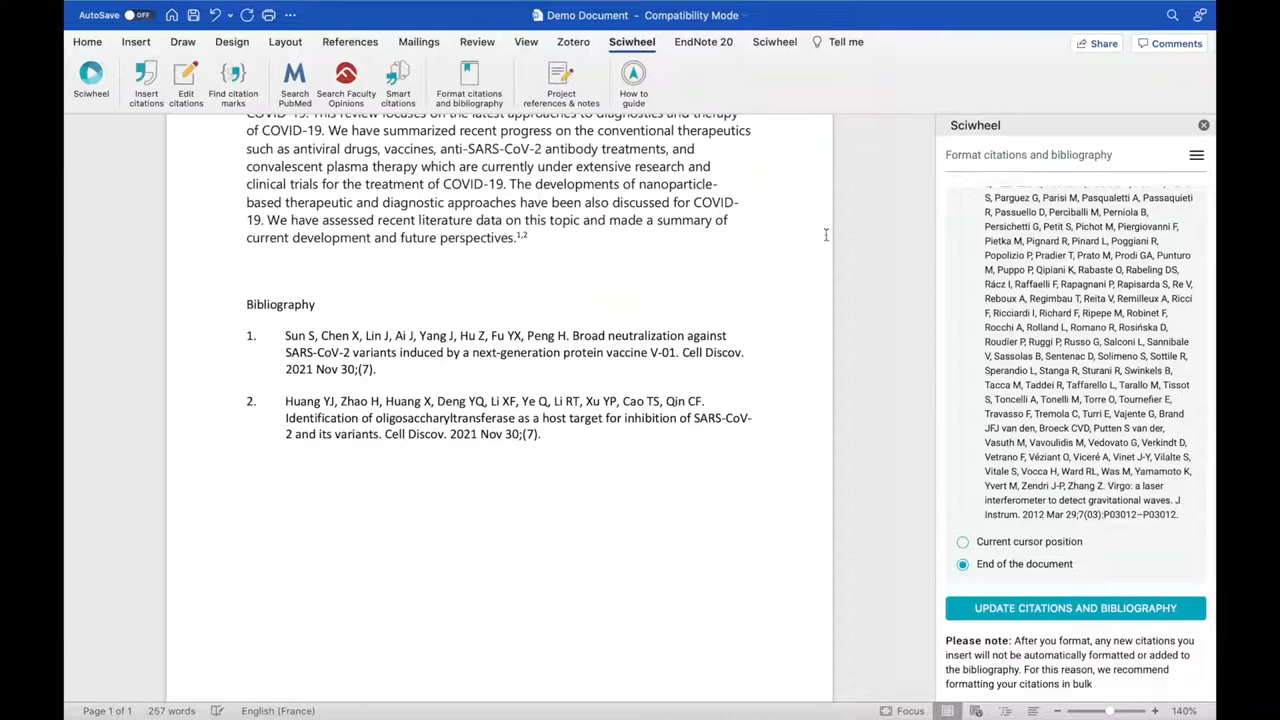 AutoSave OFF
Demo Document - Compatibility Mode
Home Insert Draw Design Layout References Mailings Review View Zotero Sciwheel EndNote 20 Sciwheel Tell me
Share Comments
Sciwheel
Insert citations
Edit citations
Find citation marks
Search PubMed
Search Faculty Opinions
Smart citations
Format citations and bibliography
Project references & notes
How to guide
COVID-19. This review focuses on the latest approaches to diagnostics and therapy
of COVID-19. We have summarized recent progress on the conventional therapeutics
such as antiviral drugs, vaccines, anti-SARS-CoV-2 antibody treatments, and
convalescent plasma therapy which are currently under extensive research and
clinical trials for the treatment of COVID-19. The developments of nanoparticle-
based therapeutic and diagnostic approaches have been also discussed for COVID-
19. We have assessed recent literature data on this topic and made a summary of
current development and future perspectives.1,2
Bibliography
1. Sun S, Chen X, Lin J, Ai J, Yang J, Hu Z, Fu YX, Peng H. Broad neutralization against
SARS-CoV-2 variants induced by a next-generation protein vaccine V-01. Cell Discov.
2021 Nov 30;(7).
2. Huang YJ, Zhao H, Huang X, Deng YQ, Li XF, Ye Q, Li RT, Xu YP, Cao TS, Qin CF.
Identification of oligosaccharyltransferase as a host target for inhibition of SARS-CoV-
2 and its variants. Cell Discov. 2021 Nov 30;(7).
Sciwheel
Format citations and bibliography
S, Parguez G, Parisi M, Pasqualetti A, Passaquieti
R, Passuello D, Perciballi M, Perniola B,
Persichetti G, Petit S, Pichot M, Piergiovanni F,
Pietka M, Pignard R, Pinard L, Poggiani R,
Popolizio P, Pradier T, Prato M, Prodi GA, Punturo
M, Puppo P, Qipiani K, Rabaste O, Rabeling DS,
Rácz I, Raffaelli F, Rapagnani P, Rapisarda S, Re V,
Reboux A, Regimbau T, Reita V, Remilleux A, Ricci
F, Ricciardi I, Richard F, Ripepe M, Robinet F,
Rocchi A, Rolland L, Romano R, Rosińska D,
Roudier P, Ruggi P, Russo G, Salconi L, Sannibale
V, Sassolas B, Sentenac D, Solimeno S, Sottile R,
Sperandio L, Stanga R, Sturani R, Swinkels B,
Tacca M, Taddei R, Taffarello L, Tarallo M, Tissot
S, Toncelli A, Tonelli M, Torre O, Tournefier E,
Travasso F, Tremola C, Turri E, Vajente G, Brand
JFJ van den, Broeck CVD, Putten S van der,
Vasuth M, Vavoulidis M, Vedovato G, Verkindt D,
Vetrano F, Véziant O, Viceré A, Vinet J-Y, Vilalte S,
Vitale S, Vocca H, Ward RL, Was M, Yamamoto K,
Yvert M, Zendri J-P, Zhang Z. Virgo: a laser
interferometer to detect gravitational waves. J
Instrum. 2012 Mar 29;7(03):P03012–P03012.
Current cursor position
End of the document
UPDATE CITATIONS AND BIBLIOGRAPHY
Please note: After you format, any new citations you
insert will not be automatically formatted or added to
the bibliography. For this reason, we recommend
formatting your citations in bulk
Page 1 of 1 257 words English (France) Focus 140%